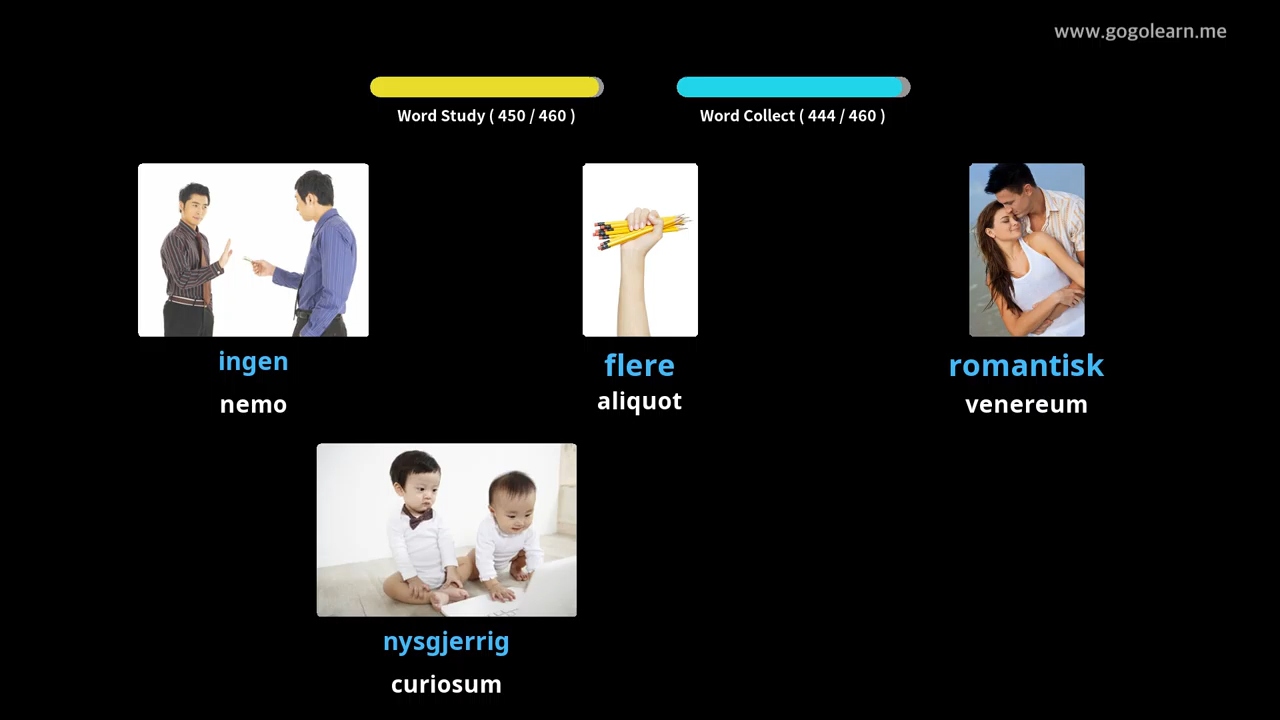 www.gogolearn.me
Word Study ( 450 / 460 )
Word Collect ( 444 / 460 )
ingen
flere
romantisk
nemo
aliquot
venereum
nysgjerrig
curiosum